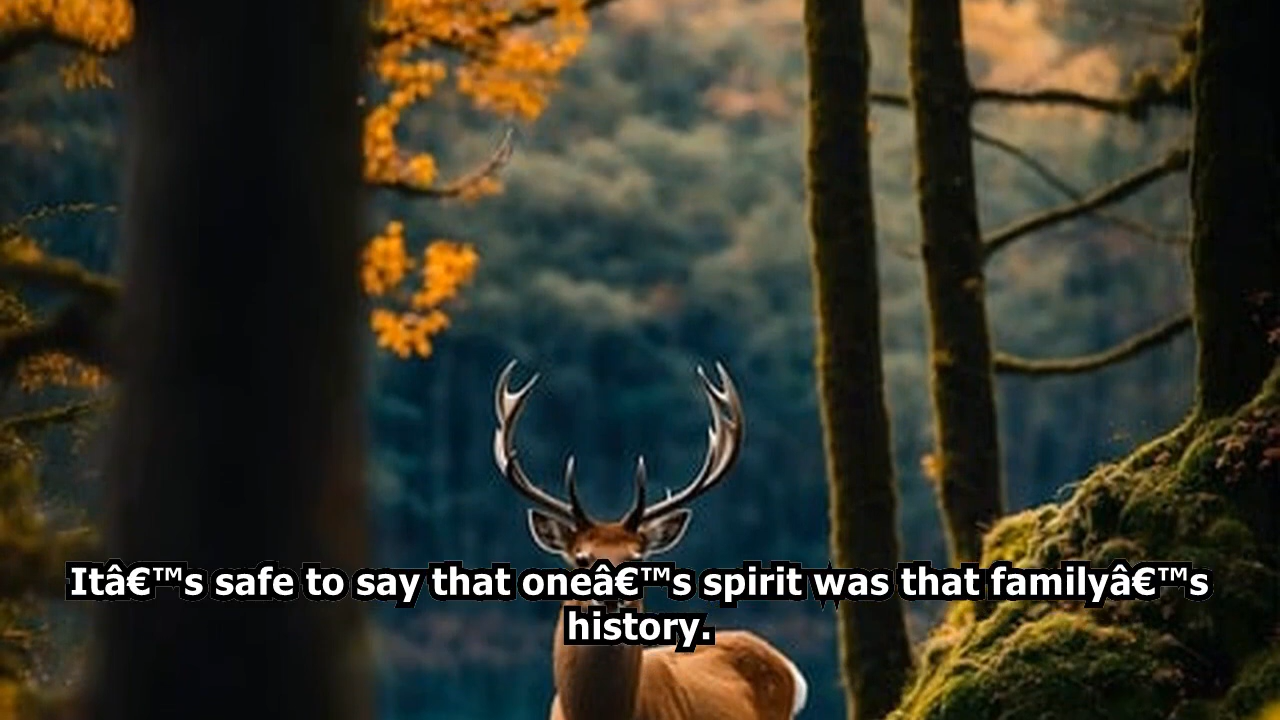 Itâ€™s safe to say that oneâ€™s spirit was that familyâ€™s
history.